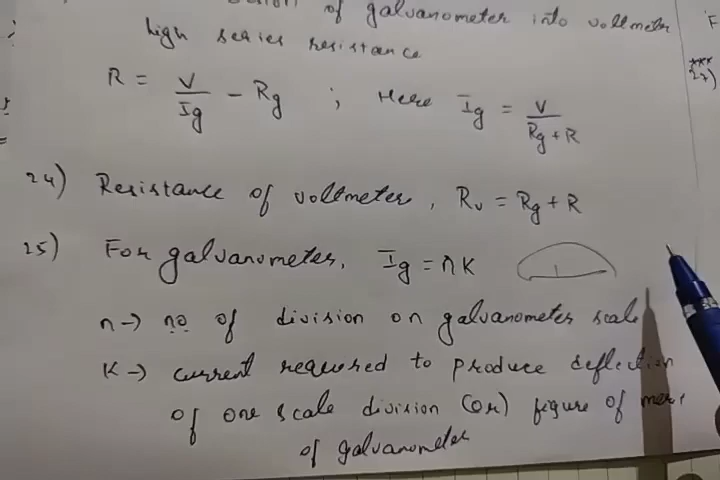 of galvanometer into voltmeter
high series resistance
R = V/Ig - Rg ; Here Ig = V/(Rg + R)
24) Resistance of voltmeter, Rv = Rg + R
25) For galvanometer, Ig = nK
n → no of division on galvanometer scale
K → current required to produce deflection
of one scale division (or) figure of
of galvanometer
*** 27)